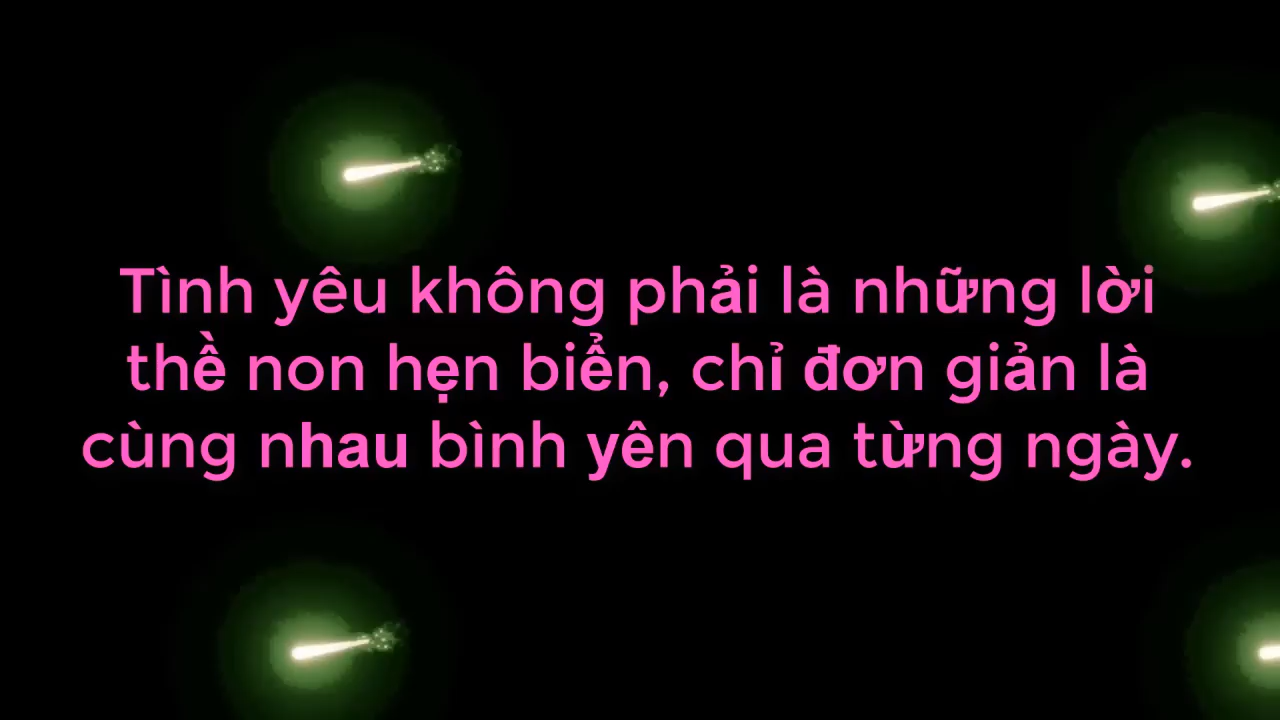 Tình yêu không phải là những lời
thề non hẹn biển, chỉ đơn giản là
cùng nhau bình yên qua từng ngày.